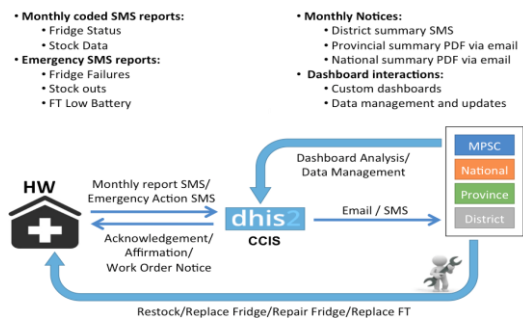 • Monthly coded SMS reports:
• Fridge Status
• Stock Data
• Emergency SMS reports:
• Fridge Failures
• Stock outs
• FT Low Battery
• Monthly Notices:
• District summary SMS
• Provincial summary PDF via email
• National summary PDF via email
• Dashboard interactions:
• Custom dashboards
• Data management and updates
HW
Monthly report SMS/
Emergency Action SMS
Acknowledgement/
Affirmation/
Work Order Notice
dhis2
CCIS
Dashboard Analysis/
Data Management
Email / SMS
MPSC
National
Province
District
Restock/Replace Fridge/Repair Fridge/Replace FT